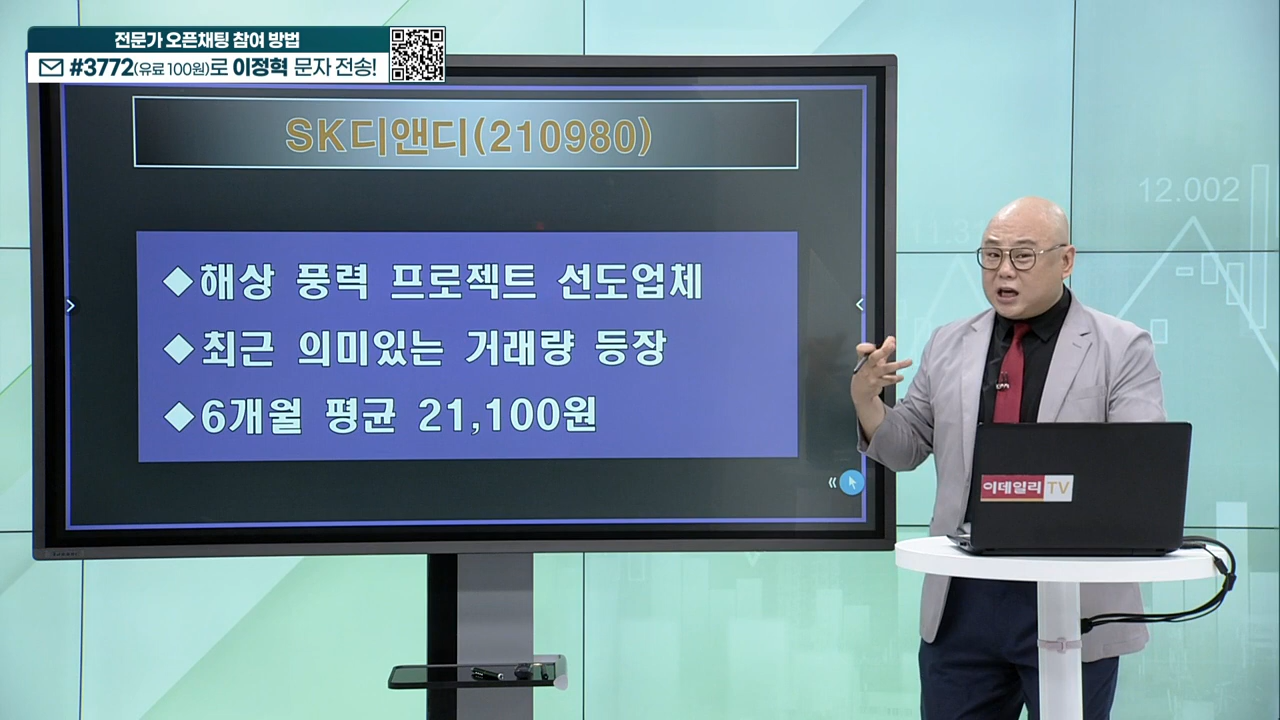 전문가 오픈채팅 참여 방법
#3772(유료 100원)로 이정혁 문자 전송!
SK디앤디(210980)
◆해상 풍력 프로젝트 선도업체
◆최근 의미있는 거래량 등장
◆6개월 평균 21,100원
12.002
이데일리TV